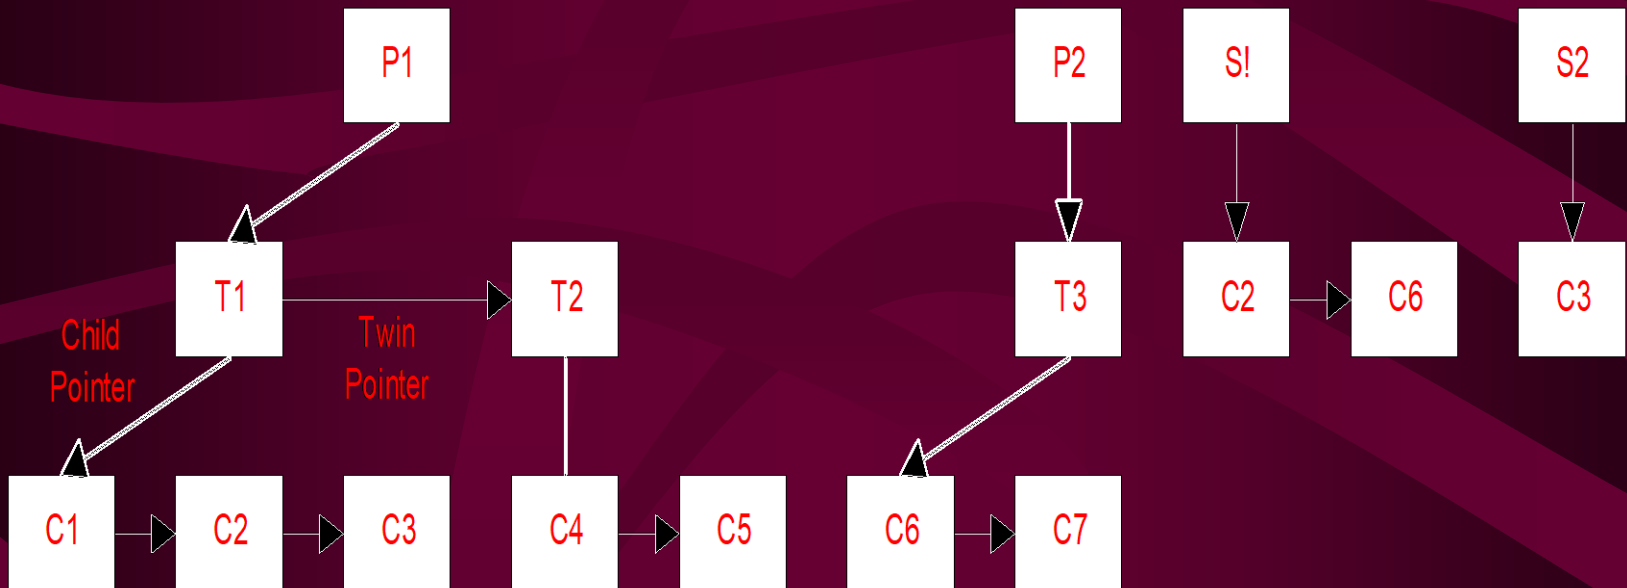 P1
P2
S!
S2
T1
T2
T3
C2
C6
C3
Child
Pointer
Twin
Pointer
C1
C2
C3
C4
C5
C6
C7